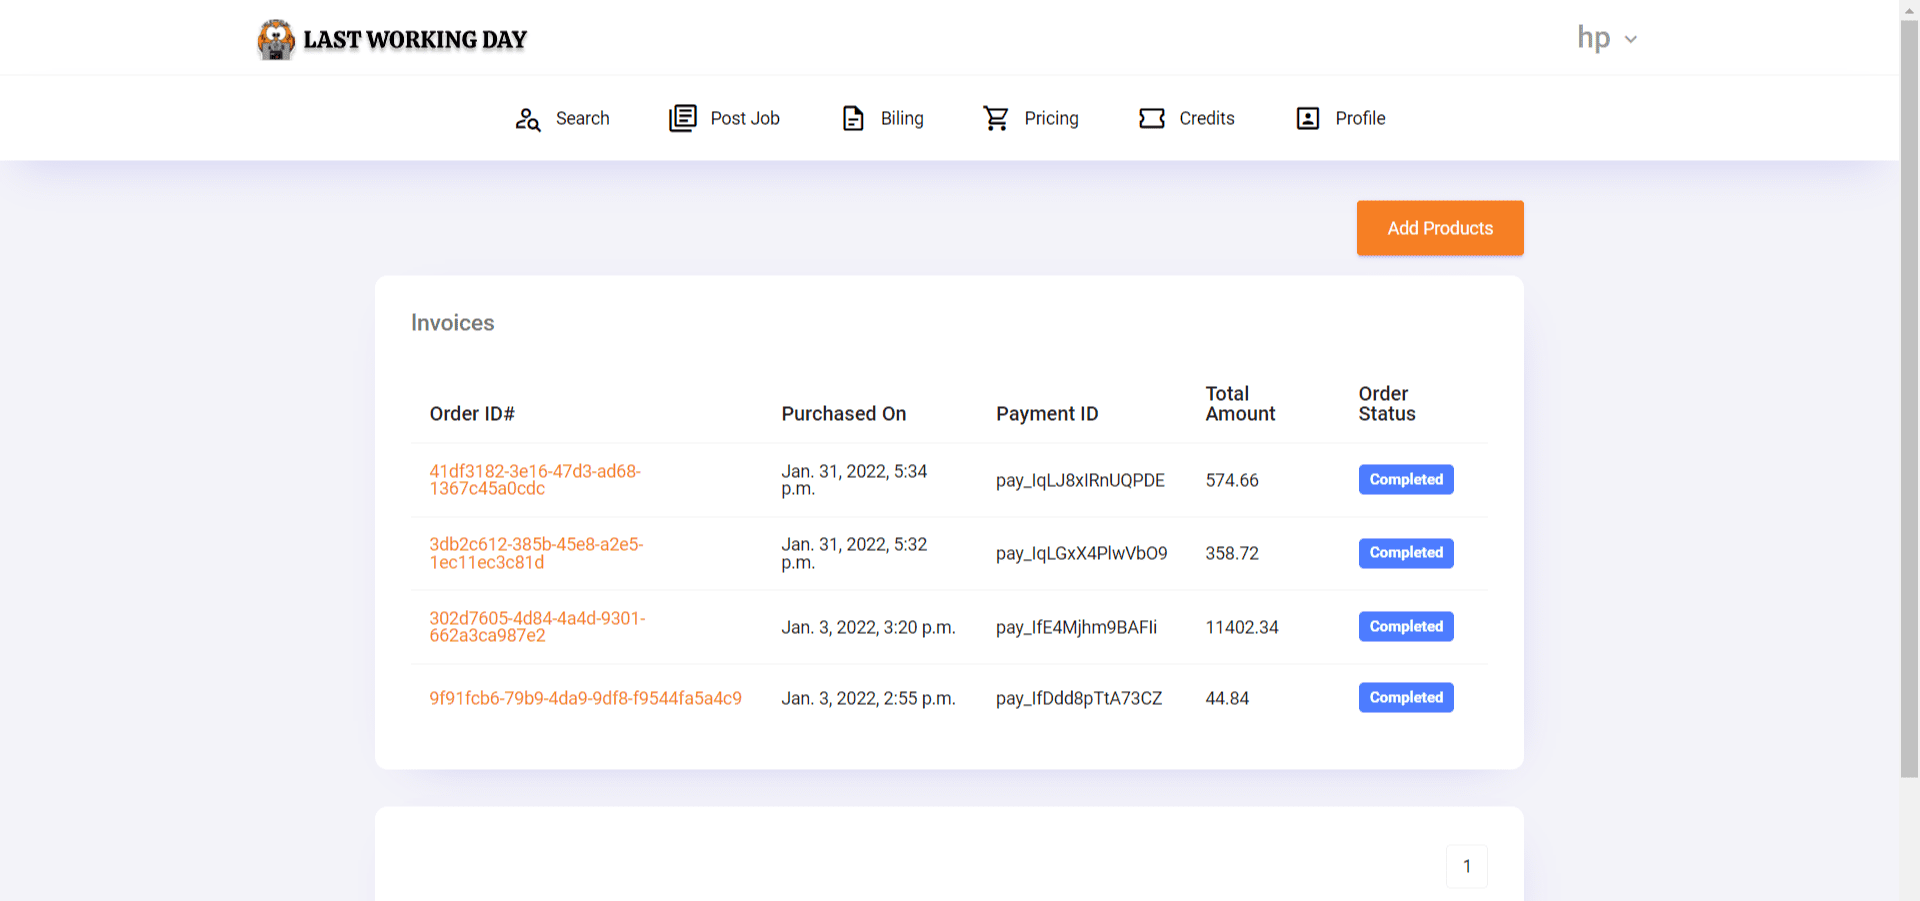 LAST WORKING DAY
hp
Search
Post Job
Biling
Pricing
Credits
Profile
Add Products
Invoices
Order ID#
Purchased On
Payment ID
Total
Amount
Order
Status
41df3182-3e16-47d3-ad68-
1367c45a0cdc
Jan. 31, 2022, 5:34
p.m.
pay_IqLJ8xIRnUQPDE
574.66
Completed
3db2c612-385b-45e8-a2e5-
1ec11ec3c81d
Jan. 31, 2022, 5:32
p.m.
pay_IqLGxX4PlwVbO9
358.72
Completed
302d7605-4d84-4a4d-9301-
662a3ca987e2
Jan. 3, 2022, 3:20 p.m.
pay_IfE4Mjhm9BAFIi
11402.34
Completed
9f91fcb6-79b9-4da9-9df8-f9544fa5a4c9
Jan. 3, 2022, 2:55 p.m.
pay_IfDdd8pTtA73CZ
44.84
Completed
1